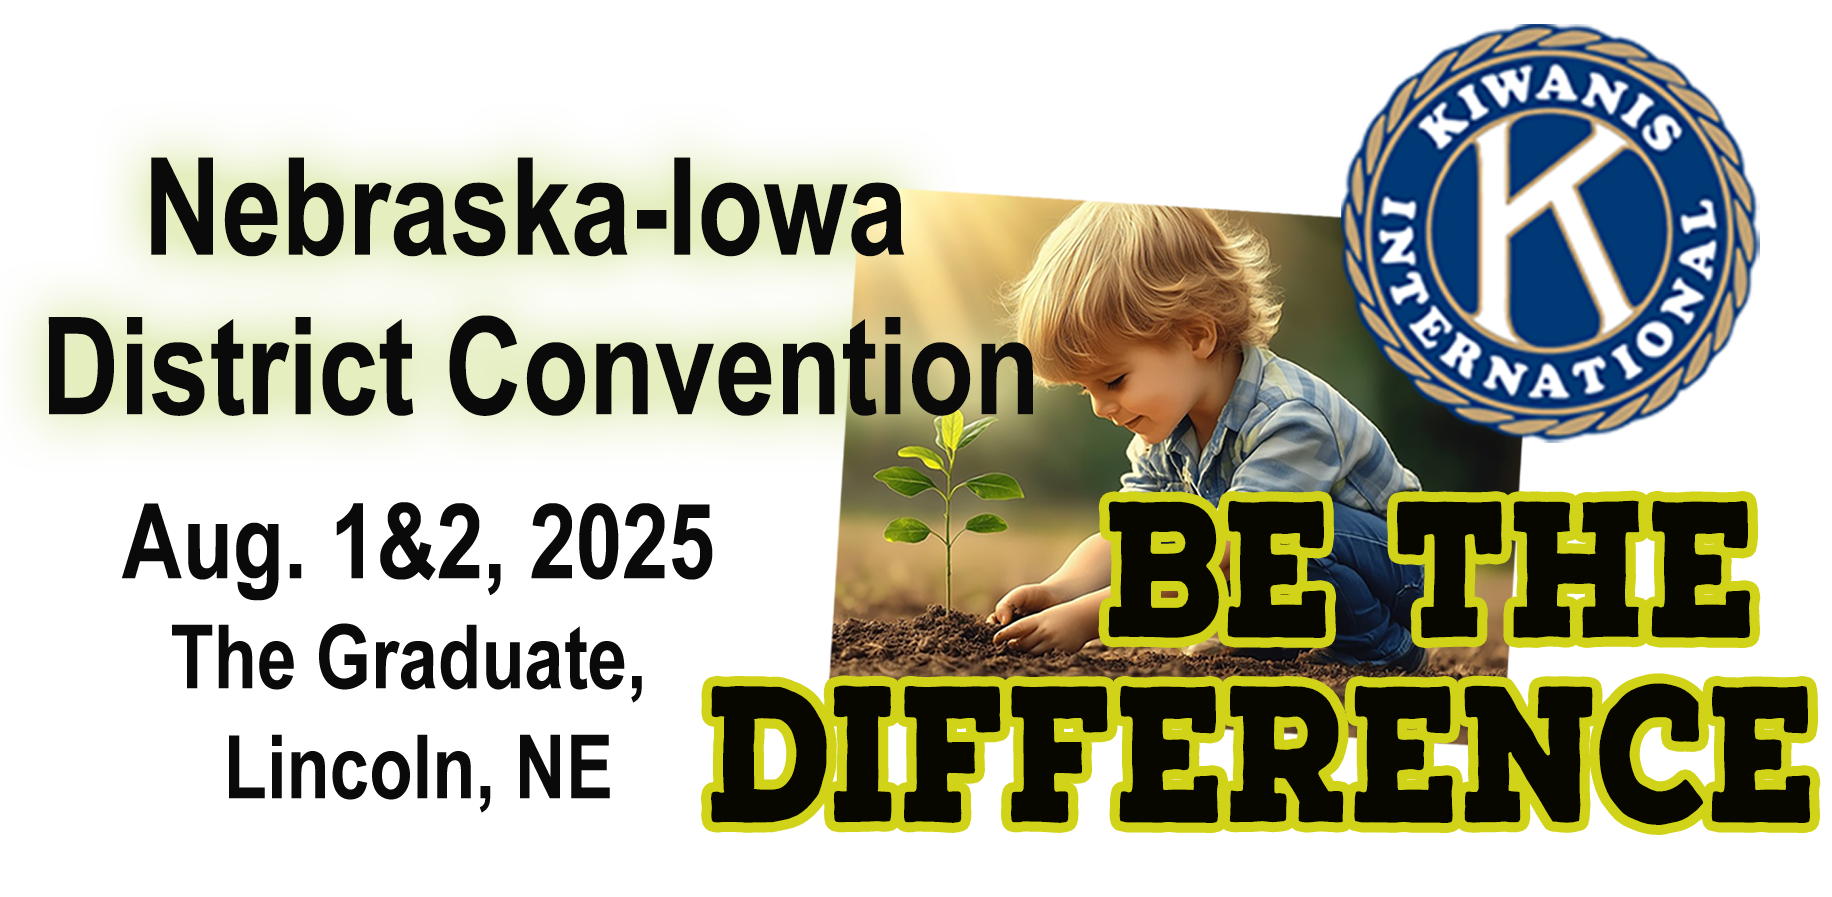 Nebraska-Iowa
District Convention
Aug. 1&2, 2025
The Graduate,
Lincoln, NE
KIWANIS
K
INTERNATIONAL
BE THE
DIFFERENCE